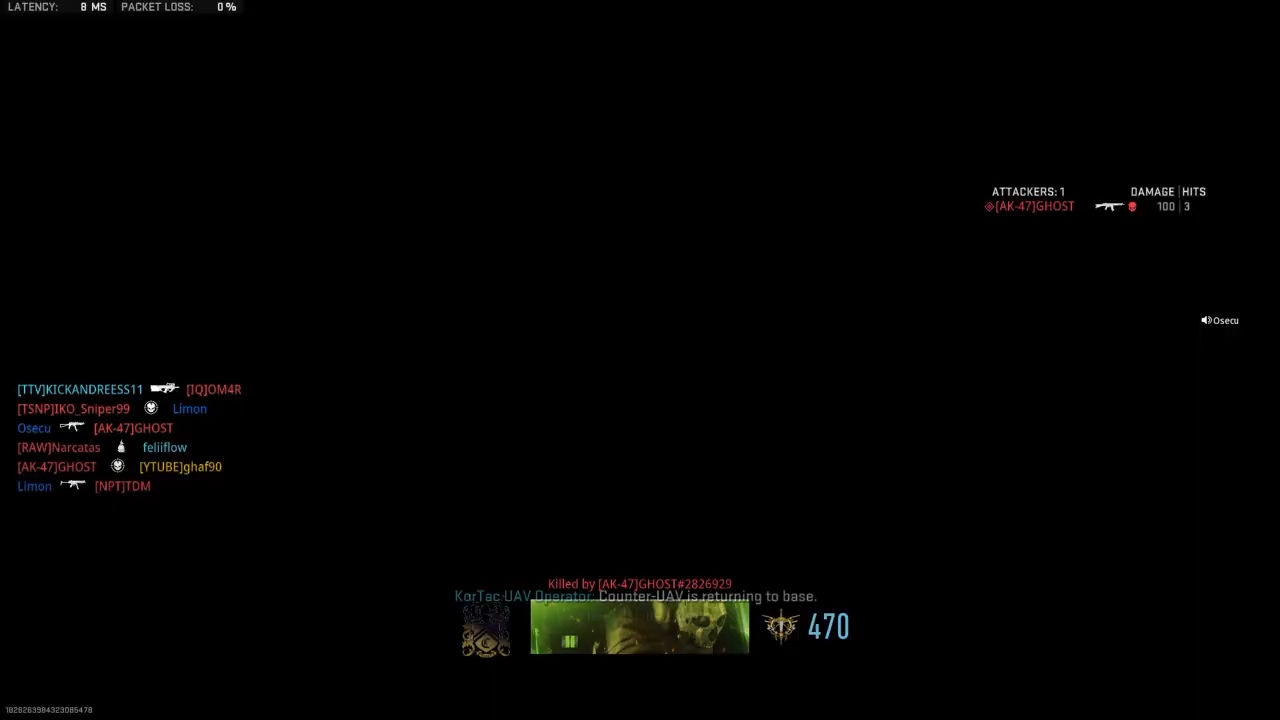 LATENCY: 8 MS PACKET LOSS: 0 %
ATTACKERS: 1 DAMAGE HITS
[AK-47]GHOST 100 3
Osecu
[TTV]KICKANDREESS11 [IQ]OM4R
[TSNP]IKO_Sniper99 Limon
Osecu [AK-47]GHOST
[RAW]Narcatas feliiflow
[AK-47]GHOST [YTUBE]ghaf90
Limon [NPT]TDM
Killed by [AK-47]GHOST#2826929
KorTac UAV Operator: Counter-UAV is returning to base.
470